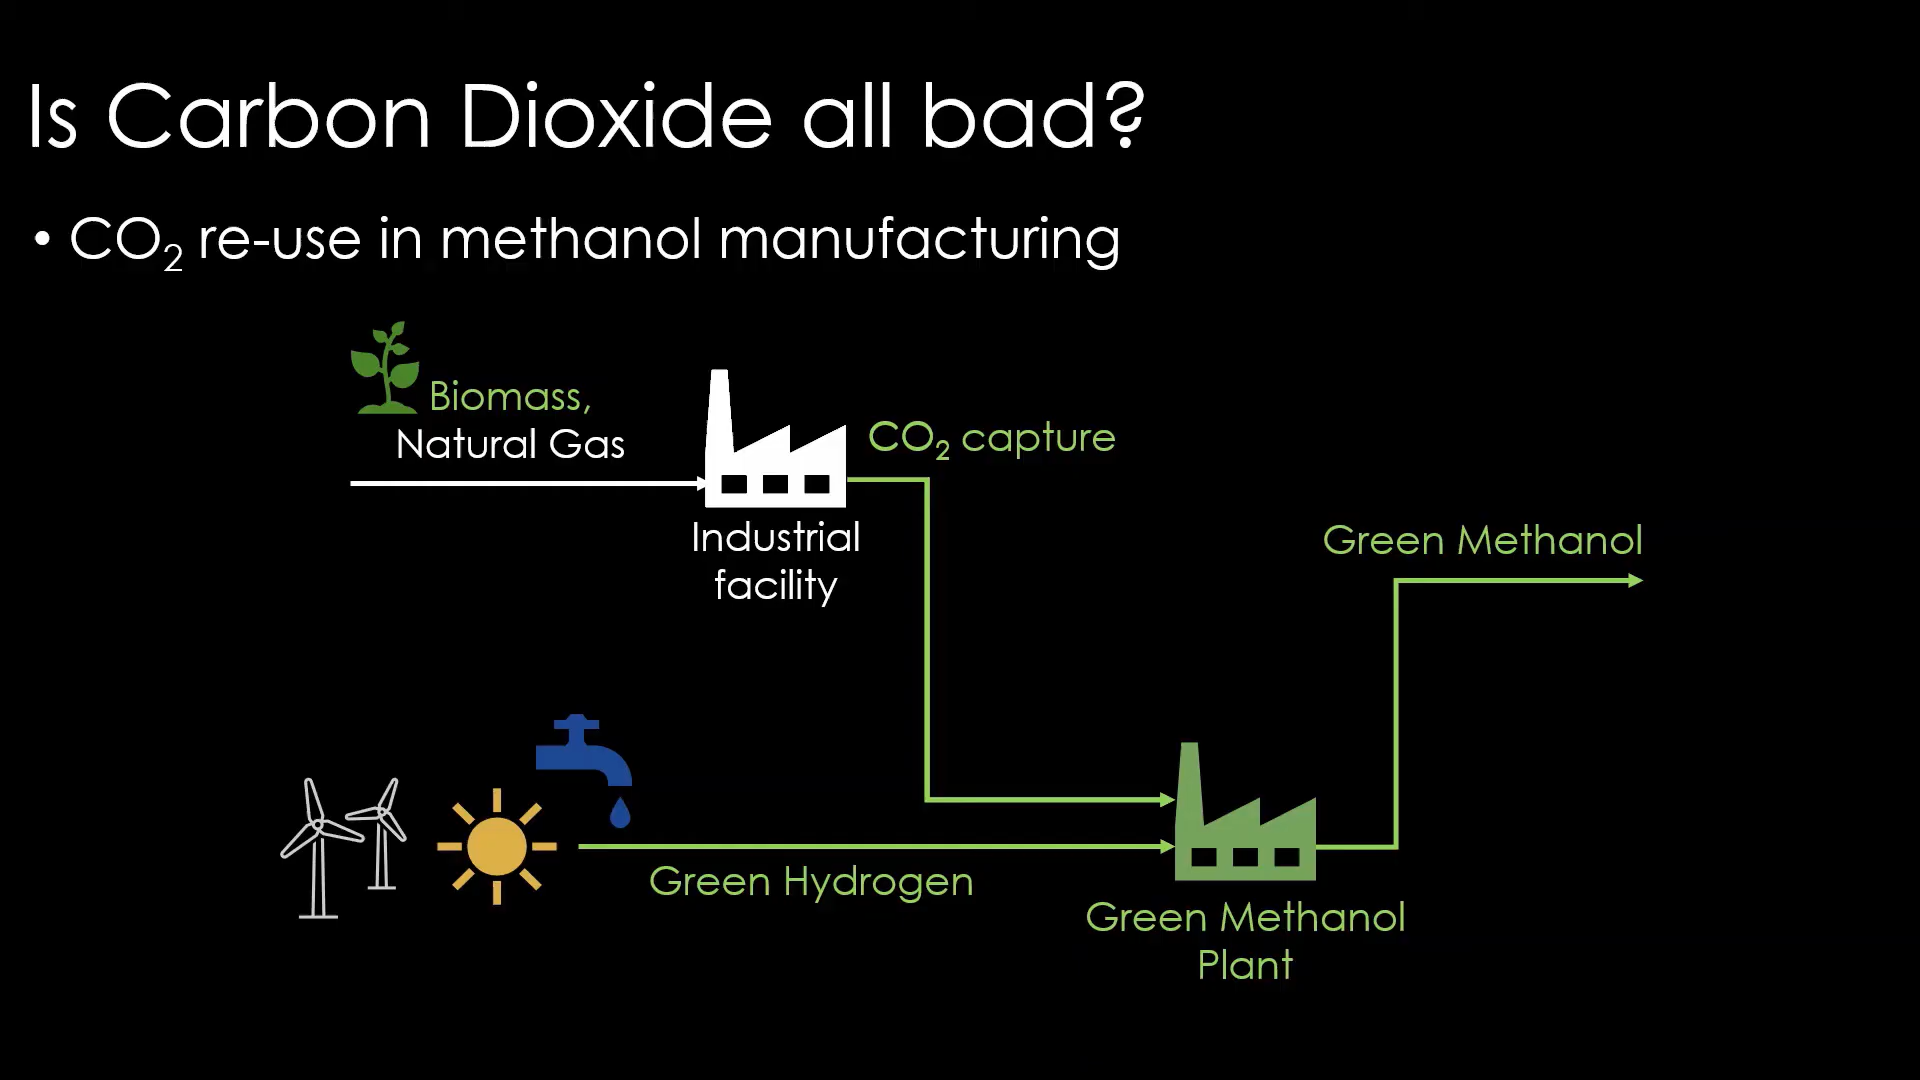 Is Carbon Dioxide all bad?
• CO₂ re-use in methanol manufacturing
Biomass,
Natural Gas
CO₂ capture
Industrial
facility
Green Methanol
Green Hydrogen
Green Methanol
Plant